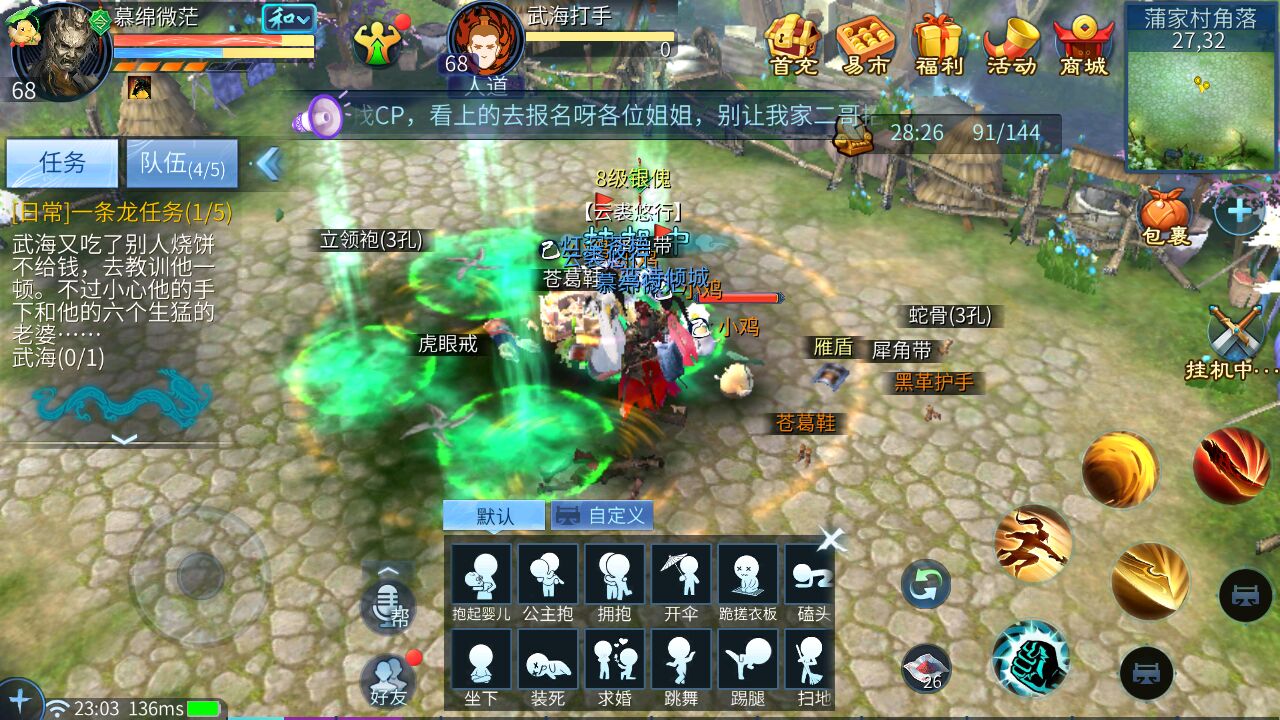 慕绵微茫
和
68
武海打手
0
68
人道
首充
易市
福利
活动
商城
蒲家村角落
27,32
戈CP，看上的去报名呀各位姐姐，别让我家二哥
28:26
91/144
任务
队伍(4/5)
[日常]一条龙任务(1/5)
武海又吃了别人烧饼
不给钱，去教训他一
顿。不过小心他的手
下和他的六个生猛的
老婆……
武海(0/1)
8级银傀
【云裘悠行】
立领袍(3孔)
苍葛鞋
小鸡
小鸡
虎眼戒
蛇骨(3孔)
雁盾
犀角带
黑革护手
苍葛鞋
包裹
挂机中...
默认
自定义
抱起婴儿
公主抱
拥抱
开伞
跪搓衣板
磕头
坐下
装死
求婚
跳舞
踢腿
扫地
帮
好友
26
23:03
136ms